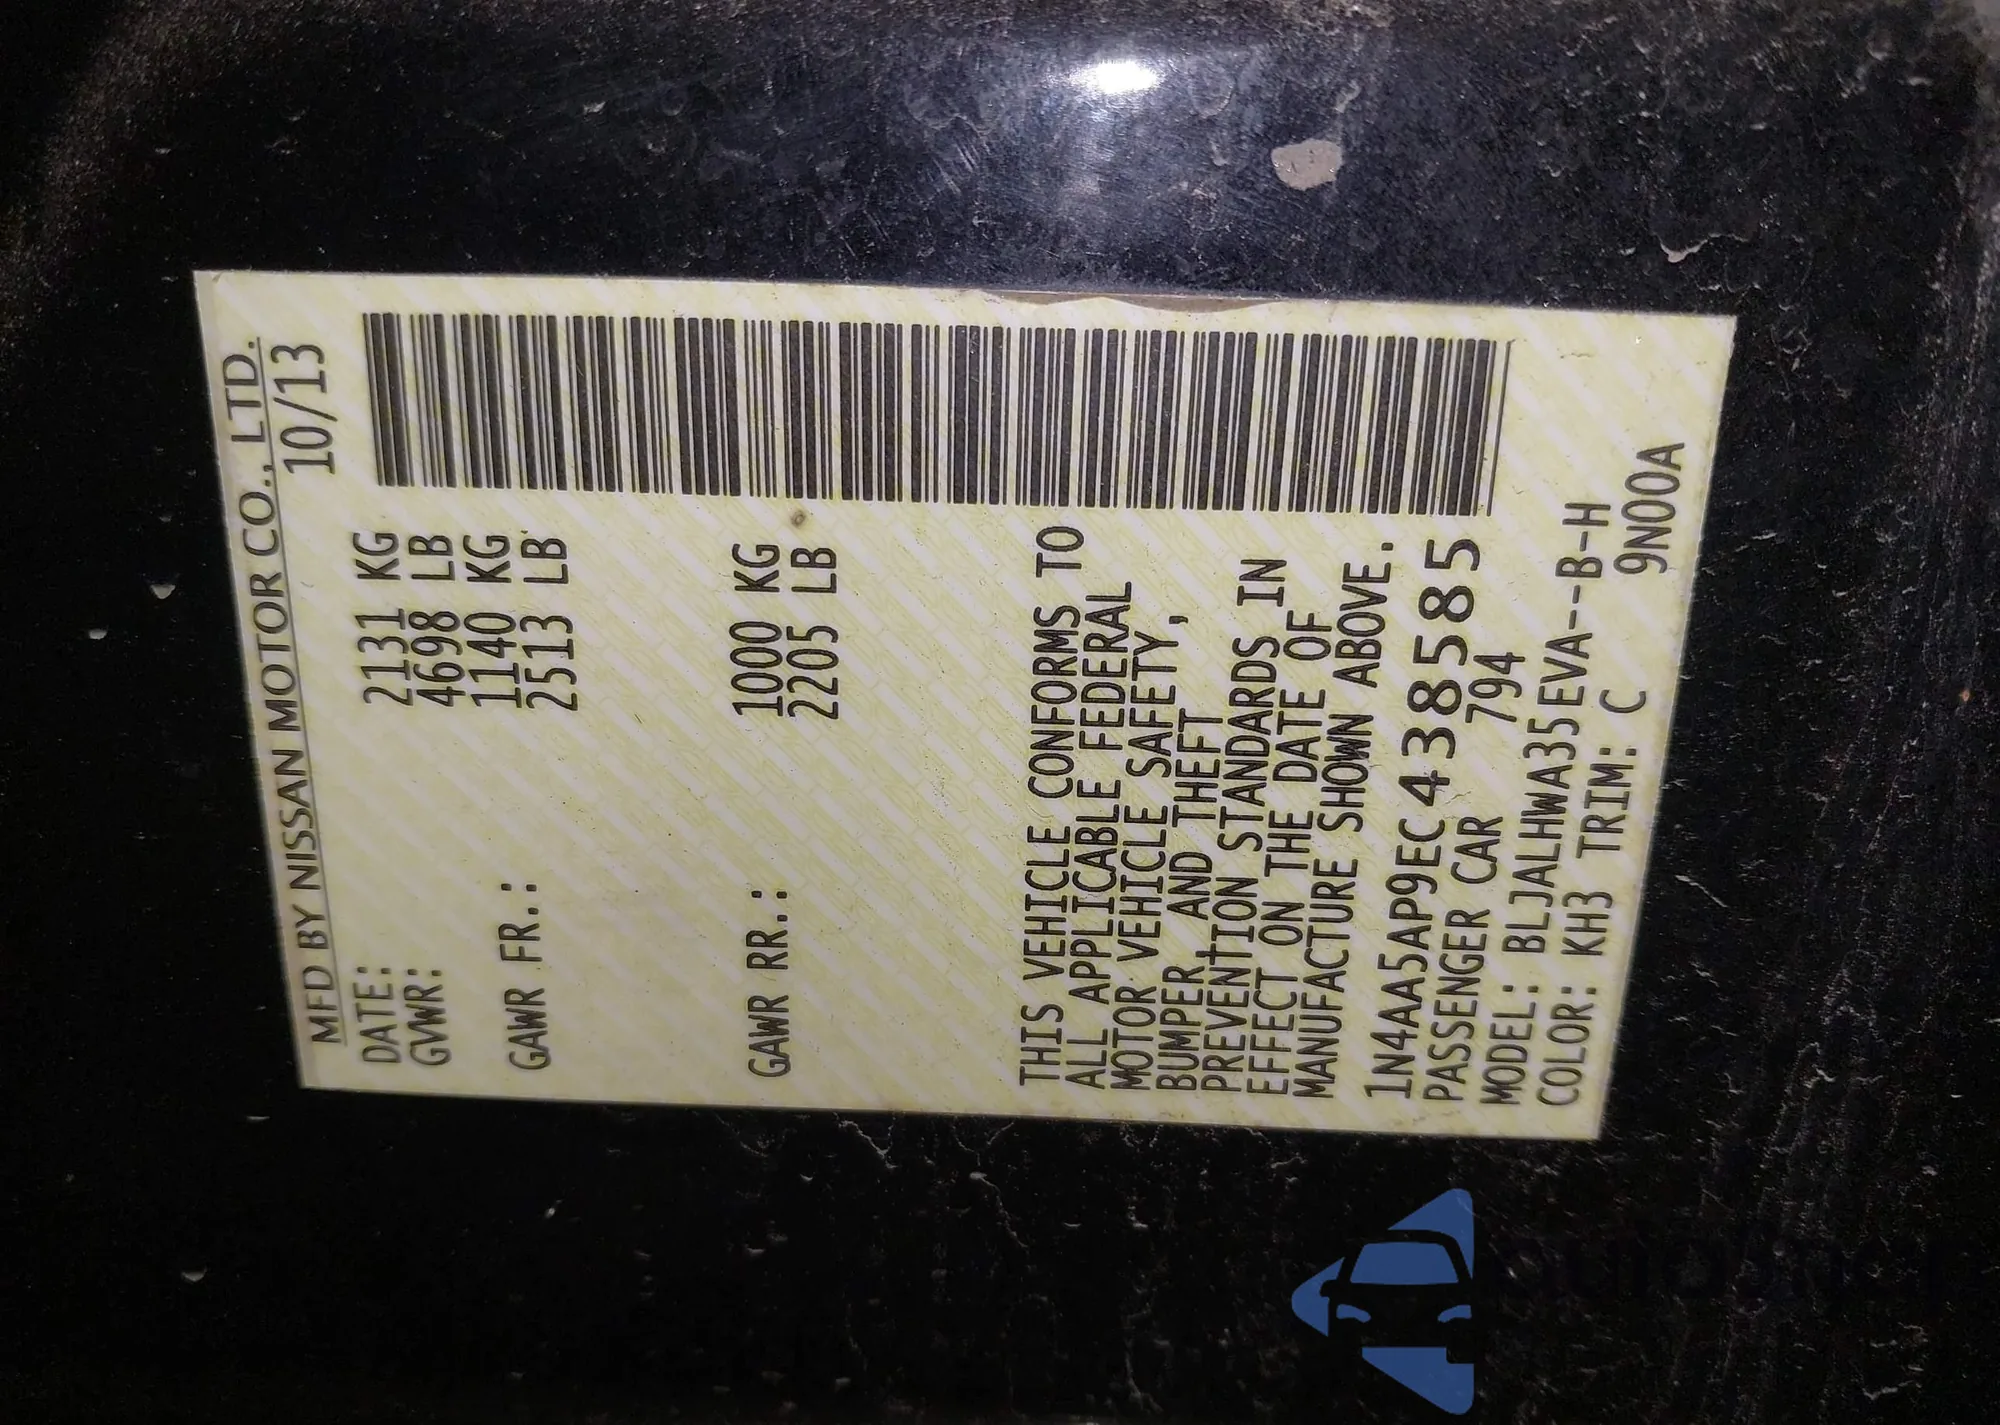 MFD BY NISSAN MOTOR CO., LTD.
DATE: 10/13
GVWR: 2131 KG
4698 LB
GAWR FR.: 1140 KG
2513 LB
GAWR RR.: 1000 KG
2205 LB
THIS VEHICLE CONFORMS TO
ALL APPLICABLE FEDERAL
MOTOR VEHICLE SAFETY,
BUMPER AND THEFT
PREVENTION STANDARDS IN
EFFECT ON THE DATE OF
MANUFACTURE SHOWN ABOVE.
1N4AA5AP9EC438585
PASSENGER CAR 794
MODEL: BLJALHWA35EVA--B-H
COLOR: KH3 TRIM: C 9N00A